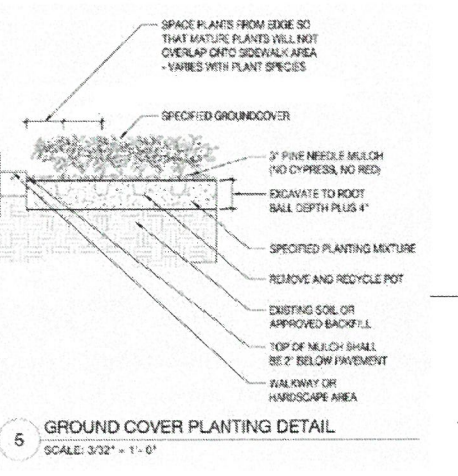 SPACE PLANTS FROM EDGE SO
THAT MATURE PLANTS WILL NOT
OVERLAP ONTO SIDEWALK AREA
- VARIES WITH PLANT SPECIES
SPECIFIED GROUNDCOVER
3" PINE NEEDLE MULCH
(NO CYPRESS, NO RED)
EXCAVATE TO ROOT
BALL DEPTH PLUS 4"
SPECIFIED PLANTING MIXTURE
REMOVE AND RECYCLE POT
EXISTING SOIL OR
APPROVED BACKFILL
TOP OF MULCH SHALL
BE 2" BELOW PAVEMENT
WALKWAY OR
HARDSCAPE AREA
5 GROUND COVER PLANTING DETAIL
SCALE: 3/32" = 1'- 0"